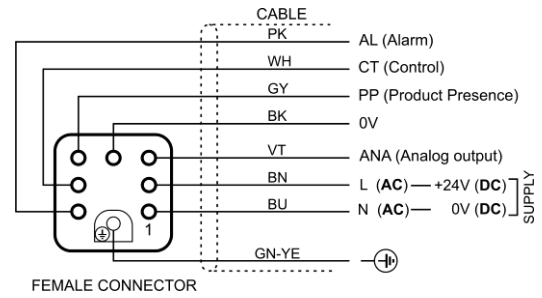 CABLE
PK AL (Alarm)
WH CT (Control)
GY PP (Product Presence)
BK 0V
VT ANA (Analog output)
BN L (AC) +24V (DC)
BU N (AC) 0V (DC)
SUPPLY
1
GN-YE
FEMALE CONNECTOR